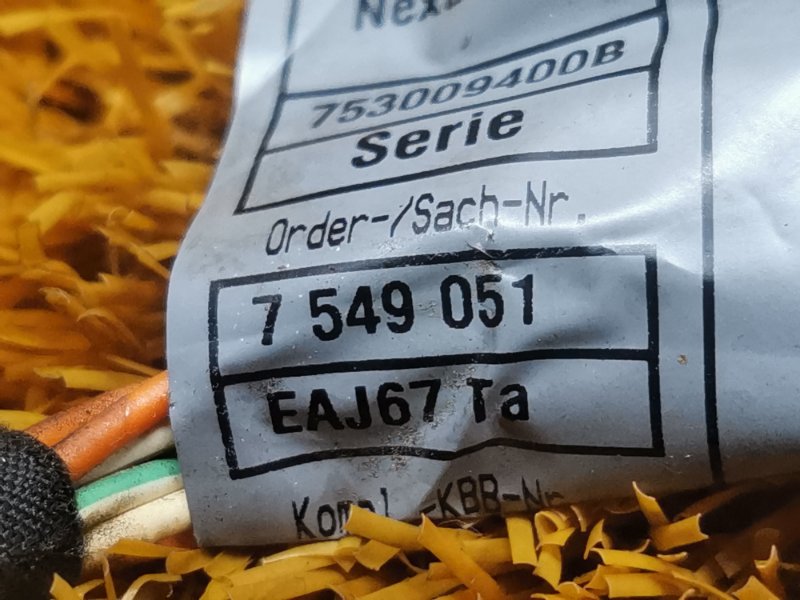 753009400B
Serie
Order-/Sach-Nr.
7 549 051
EAJ67 Ta